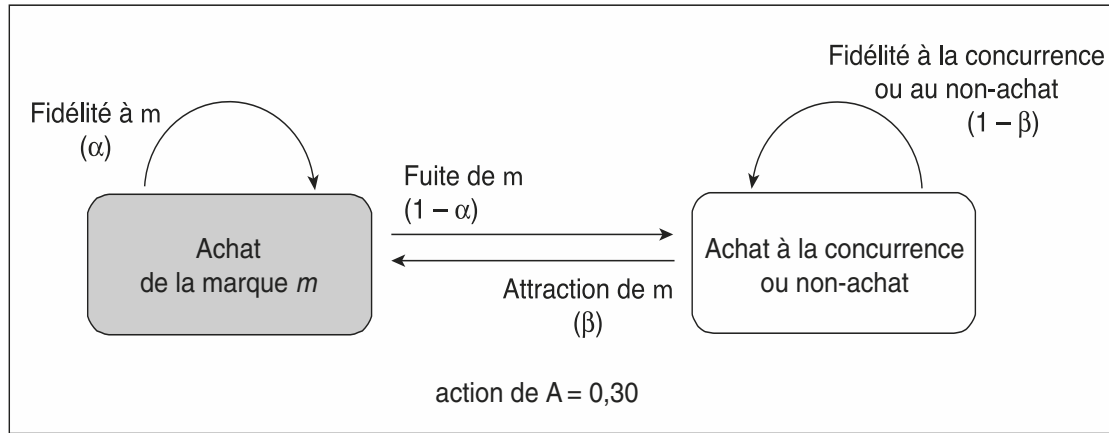 Fidélité à m
(α)
Fidélité à la concurrence
ou au non-achat
(1 – β)
Fuite de m
(1 – α)
Achat
de la marque m
Achat à la concurrence
ou non-achat
Attraction de m
(β)
action de A = 0,30